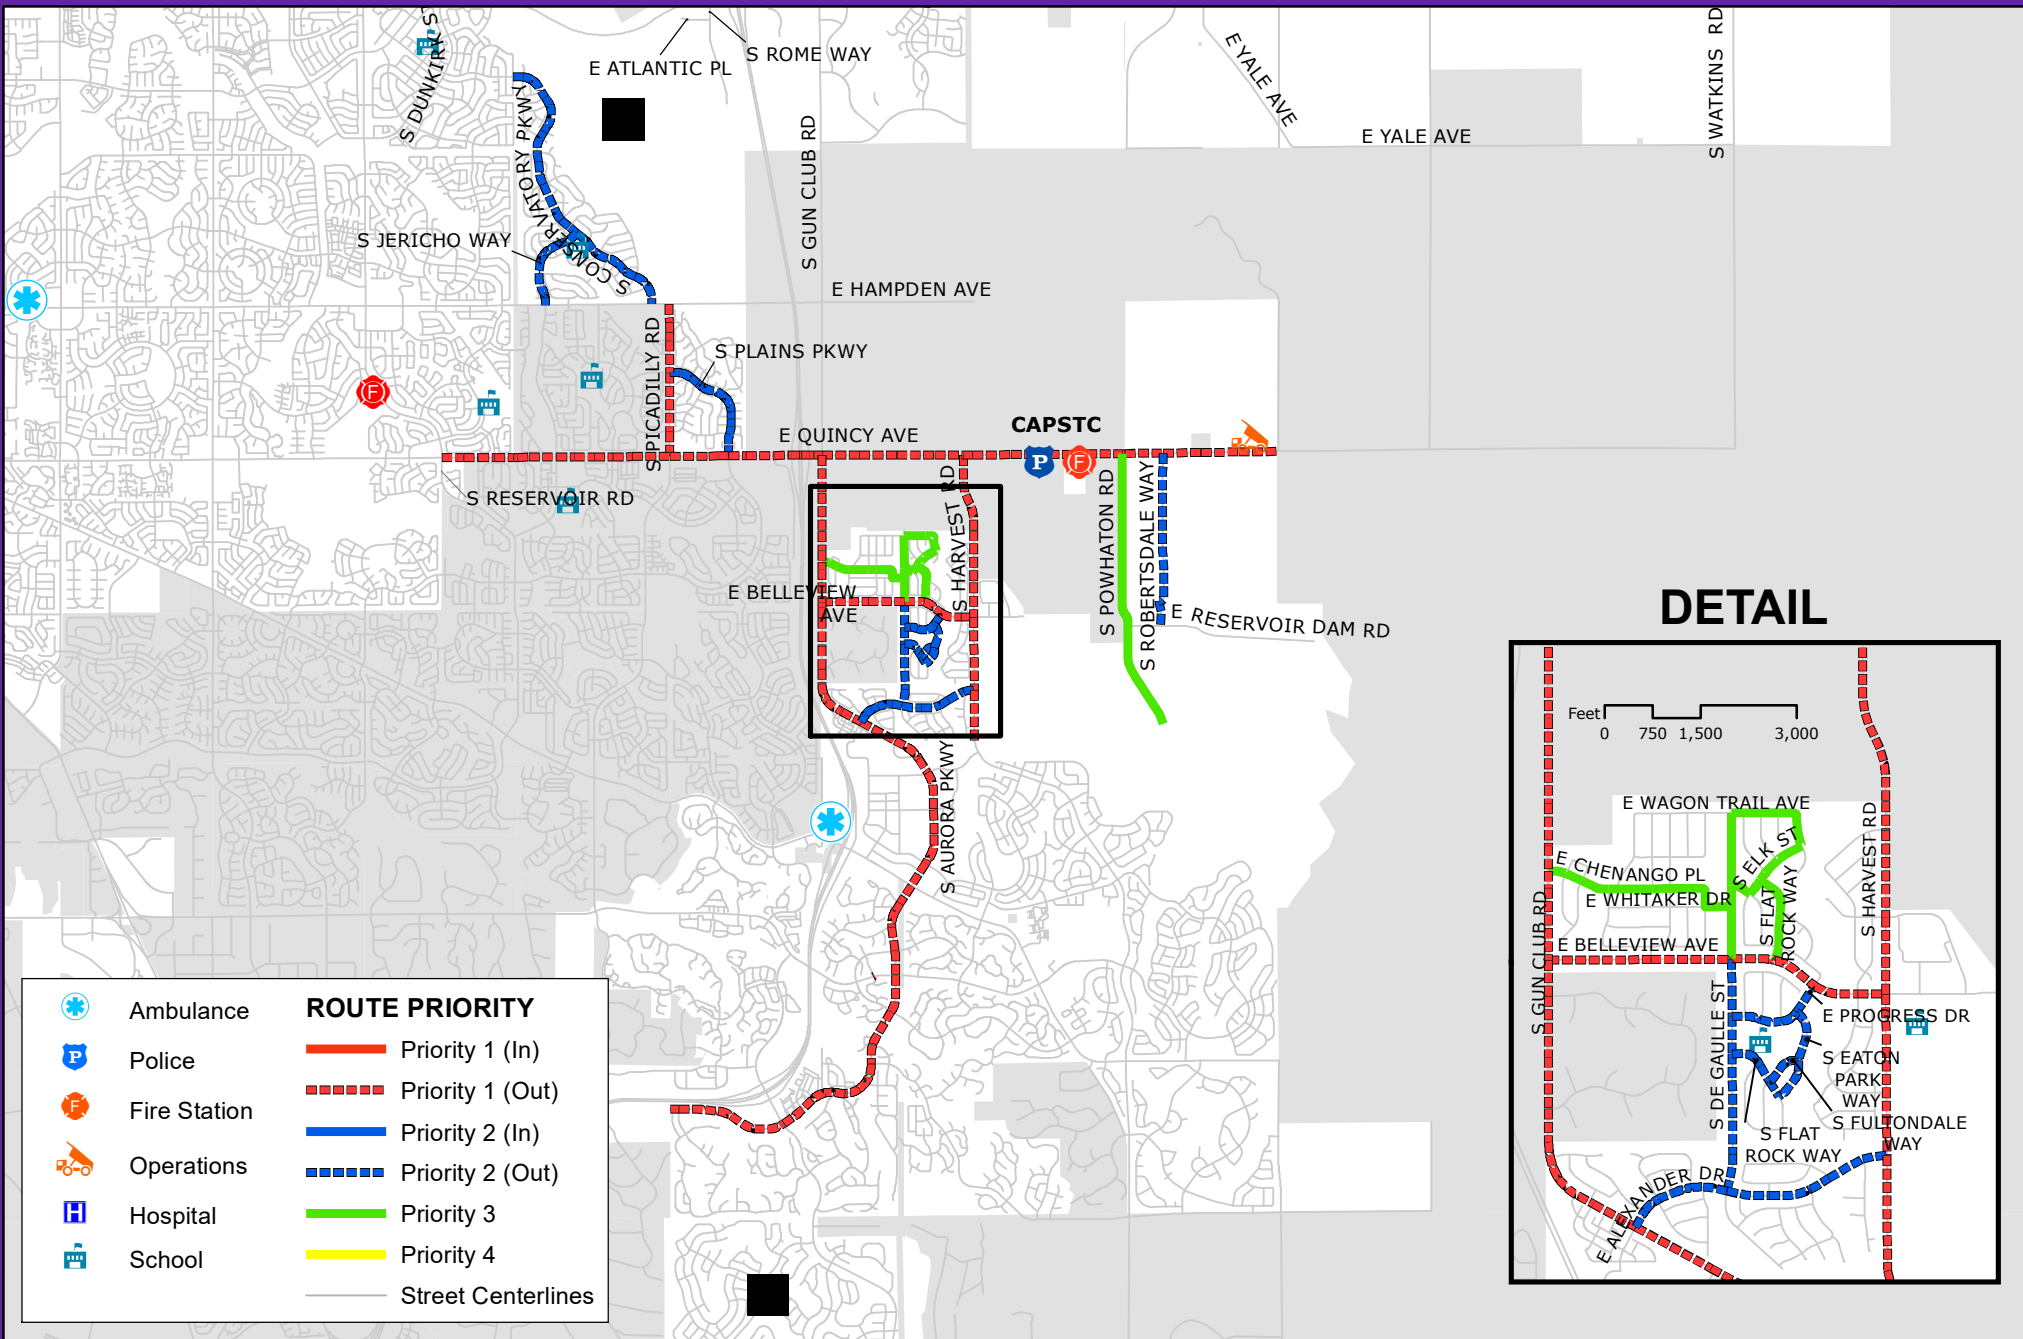 S DUNKIRK S
E ATLANTIC PL
S ROME WAY
E YALE AVE
S WATKINS RD
E YALE AVE
S CONSERVATORY PKWY
S GUN CLUB RD
S JERICHO WAY
E HAMPDEN AVE
S PICADILLY RD
S PLAINS PKWY
E QUINCY AVE
CAPSTC
P
F
F
S RESERVOIR RD
S HARVEST RD
S POWHATON RD
S ROBERTSDALE WAY
E BELLEVIEW
AVE
E RESERVOIR DAM RD
S AURORA PKWY
DETAIL
Feet
0 750 1,500 3,000
E WAGON TRAIL AVE
S ELK ST
S HARVEST RD
E CHENANGO PL
E WHITAKER DR
S FLAT
ROCK WAY
E BELLEVIEW AVE
S GUN CLUB RD
S DE GAULLE ST
E PROGRESS DR
S EATON
PARK
WAY
S FULTONDALE
WAY
S FLAT
ROCK WAY
E ALEXANDER DR
Ambulance
P Police
F Fire Station
Operations
H Hospital
School
ROUTE PRIORITY
Priority 1 (In)
Priority 1 (Out)
Priority 2 (In)
Priority 2 (Out)
Priority 3
Priority 4
Street Centerlines